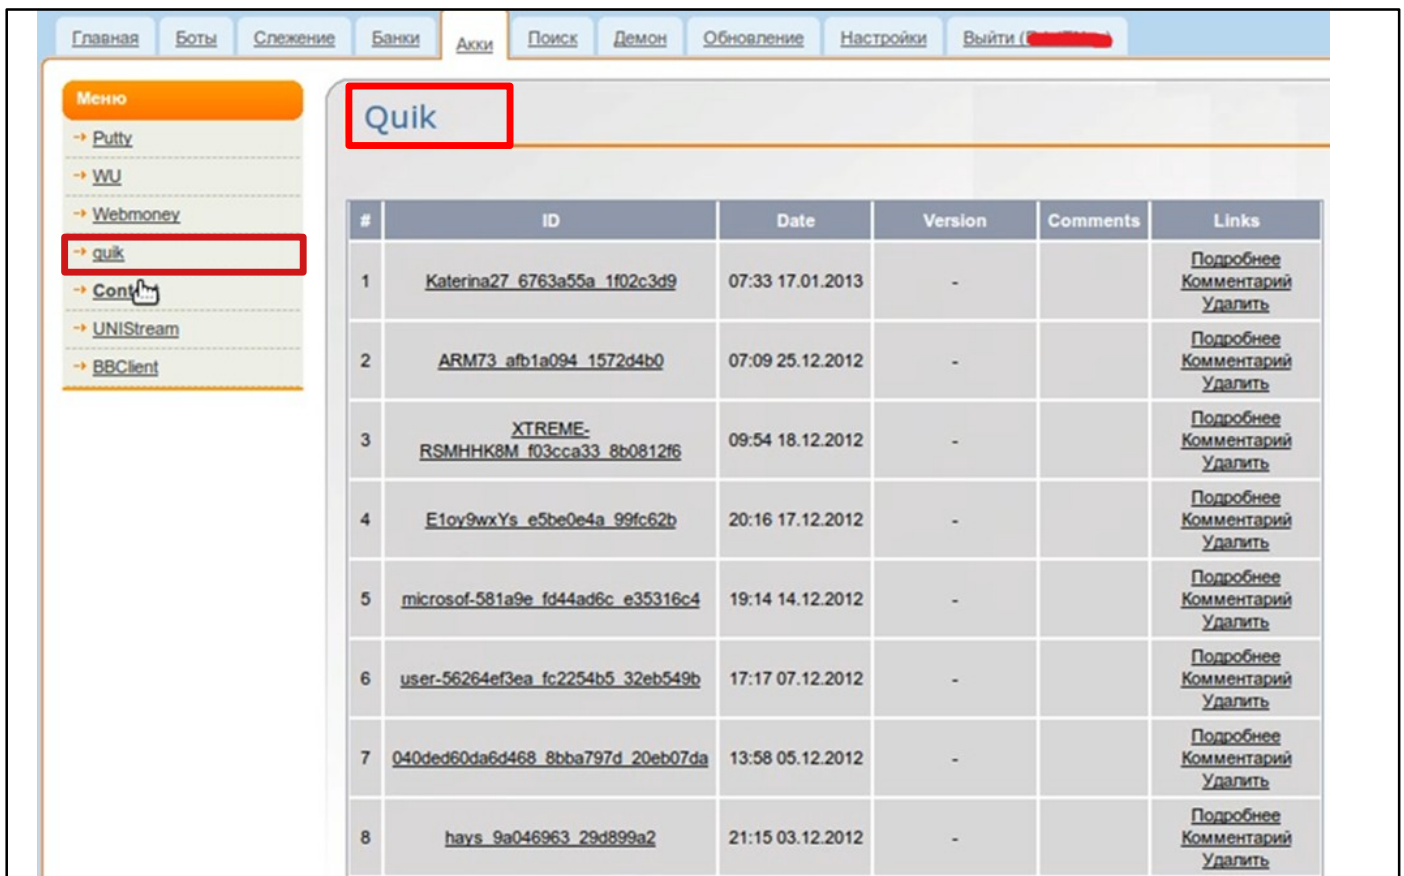 Главная Боты Слежение Банки Акки Поиск Демон Обновление Настройки Выйти (
Меню
Putty
WU
Webmoney
quik
UNIStream
BBClient
Quik
# ID Date Version Comments Links
1 Katerina27_6763a55a_1f02c3d9 07:33 17.01.2013 - Подробнее
Комментарий
Удалить
2 ARM73_afb1a094_1572d4b0 07:09 25.12.2012 - Подробнее
Комментарий
Удалить
3 XTREME-
RSMHHK8M_f03cca33_8b0812f6 09:54 18.12.2012 - Подробнее
Комментарий
Удалить
4 E1oy9wxYs_e5be0e4a_99fc62b 20:16 17.12.2012 - Подробнее
Комментарий
Удалить
5 microsof-581a9e_fd44ad6c_e35316c4 19:14 14.12.2012 - Подробнее
Комментарий
Удалить
6 user-56264ef3ea_fc2254b5_32eb549b 17:17 07.12.2012 - Подробнее
Комментарий
Удалить
7 040ded60da6d468_8bba797d_20eb07da 13:58 05.12.2012 - Подробнее
Комментарий
Удалить
8 hays_9a046963_29d899a2 21:15 03.12.2012 - Подробнее
Комментарий
Удалить